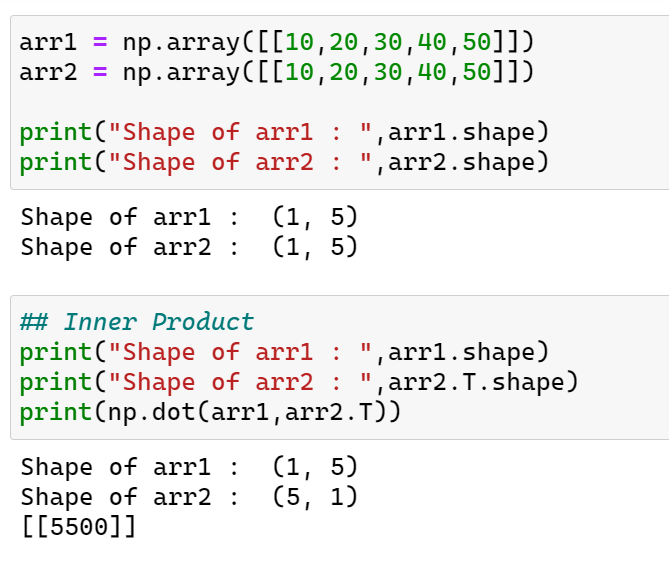 arr1 = np.array([[10,20,30,40,50]])
arr2 = np.array([[10,20,30,40,50]])
print("Shape of arr1 : ",arr1.shape)
print("Shape of arr2 : ",arr2.shape)
Shape of arr1 :  (1, 5)
Shape of arr2 :  (1, 5)
## Inner Product
print("Shape of arr1 : ",arr1.shape)
print("Shape of arr2 : ",arr2.T.shape)
print(np.dot(arr1,arr2.T))
Shape of arr1 :  (1, 5)
Shape of arr2 :  (5, 1)
[[5500]]